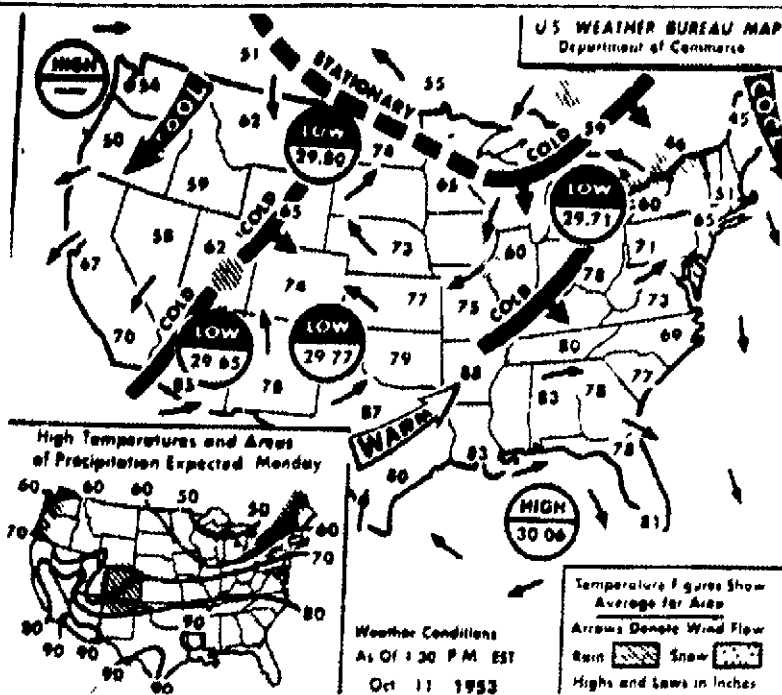 U S WEATHER BUREAU MAP
Department of Commerce
HIGH
COOL
STATIONARY
COLD
LOW
29.80
COLD
LOW
29.71
COLD
COLD
COLD
LOW
29 65
LOW
29 77
WARM
HIGH
30 06
51
55
54
50
62
74
59
45
46
59
65
65
58
62
60
51
65
67
73
60
71
74
77
75
78
73
70
79
80
69
85
78
88
77
87
83
78
80
83
78
81
High Temperatures and Areas
of Precipitation Expected Monday
60 60 60 50 50
70 60
70
80
80 90 90 90
90 90
Weather Conditions
As Of 1 30 P M EST
Oct 11 1953
Temperature Figures Show
Average for Area
Arrows Denote Wind Flow
Rain Snow
Highs and Lows in Inches